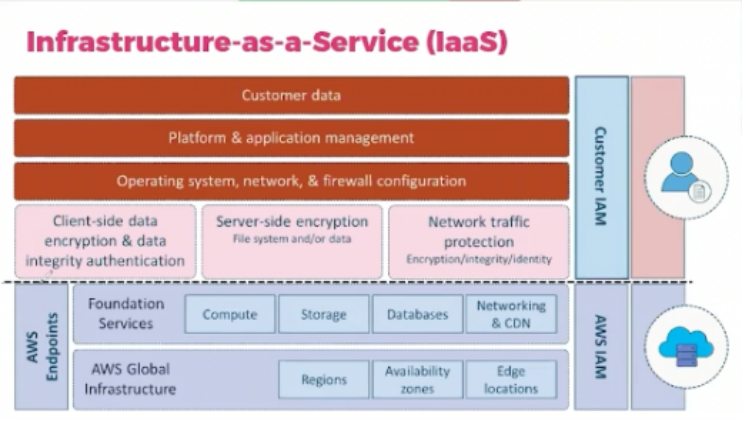 Infrastructure-as-a-Service (IaaS)
Customer data
Platform & application management
Operating system, network, & firewall configuration
Client-side data
encryption & data
integrity authentication
Server-side encryption
File system and/or data
Network traffic
protection
Encryption/integrity/identity
Customer IAM
AWS
Endpoints
Foundation
Services
Compute
Storage
Databases
Networking
& CDN
AWS Global
Infrastructure
Regions
Availability
zones
Edge
locations
AWS IAM